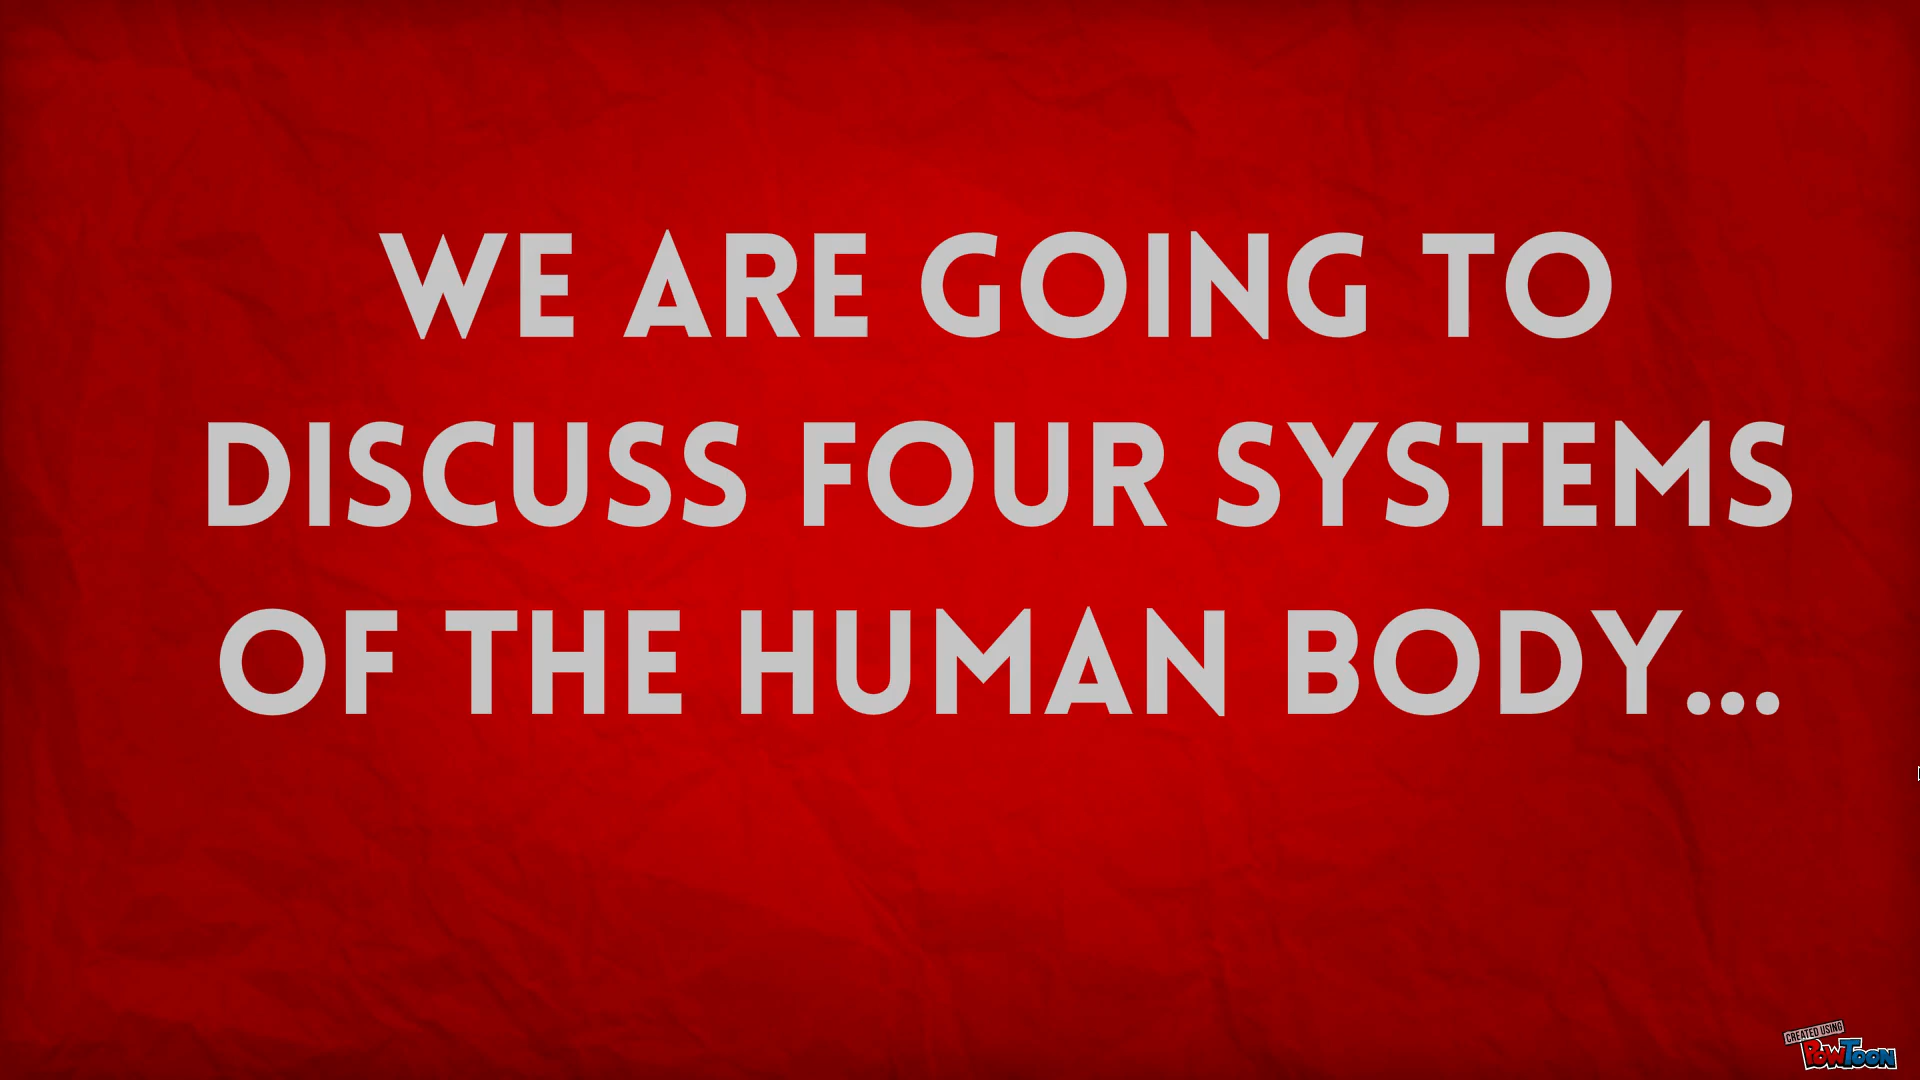 WE ARE GOING TO
DISCUSS FOUR SYSTEMS
OF THE HUMAN BODY...
CREATED USING
POWTOON